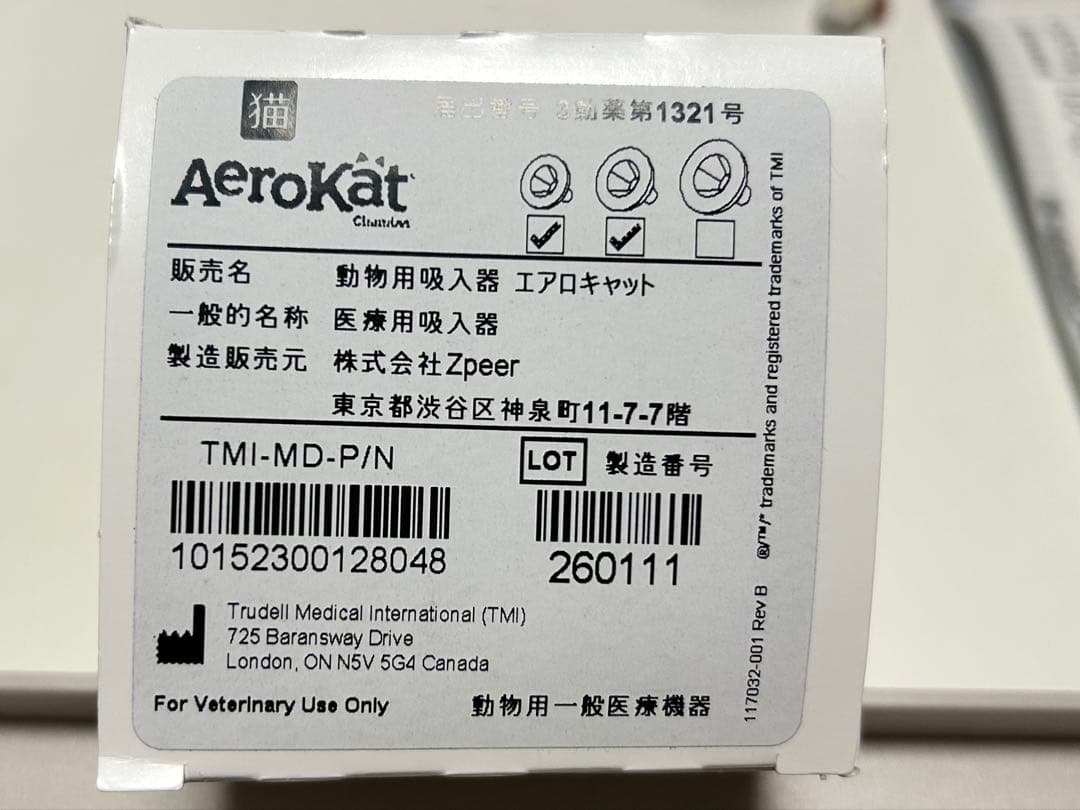 猫
届出番号 3動薬第1321号
AeroKat
Chamber
販売名 動物用吸入器 エアロキャット
一般的名称 医療用吸入器
製造販売元 株式会社Zpeer
東京都渋谷区神泉町11-7-7階
TMI-MD-P/N
LOT 製造番号
10152300128048
260111
Trudell Medical International (TMI)
725 Baransway Drive
London, ON N5V 5G4 Canada
For Veterinary Use Only
動物用一般医療機器
117032-001 Rev B ®/™/* trademarks and registered trademarks of TMI